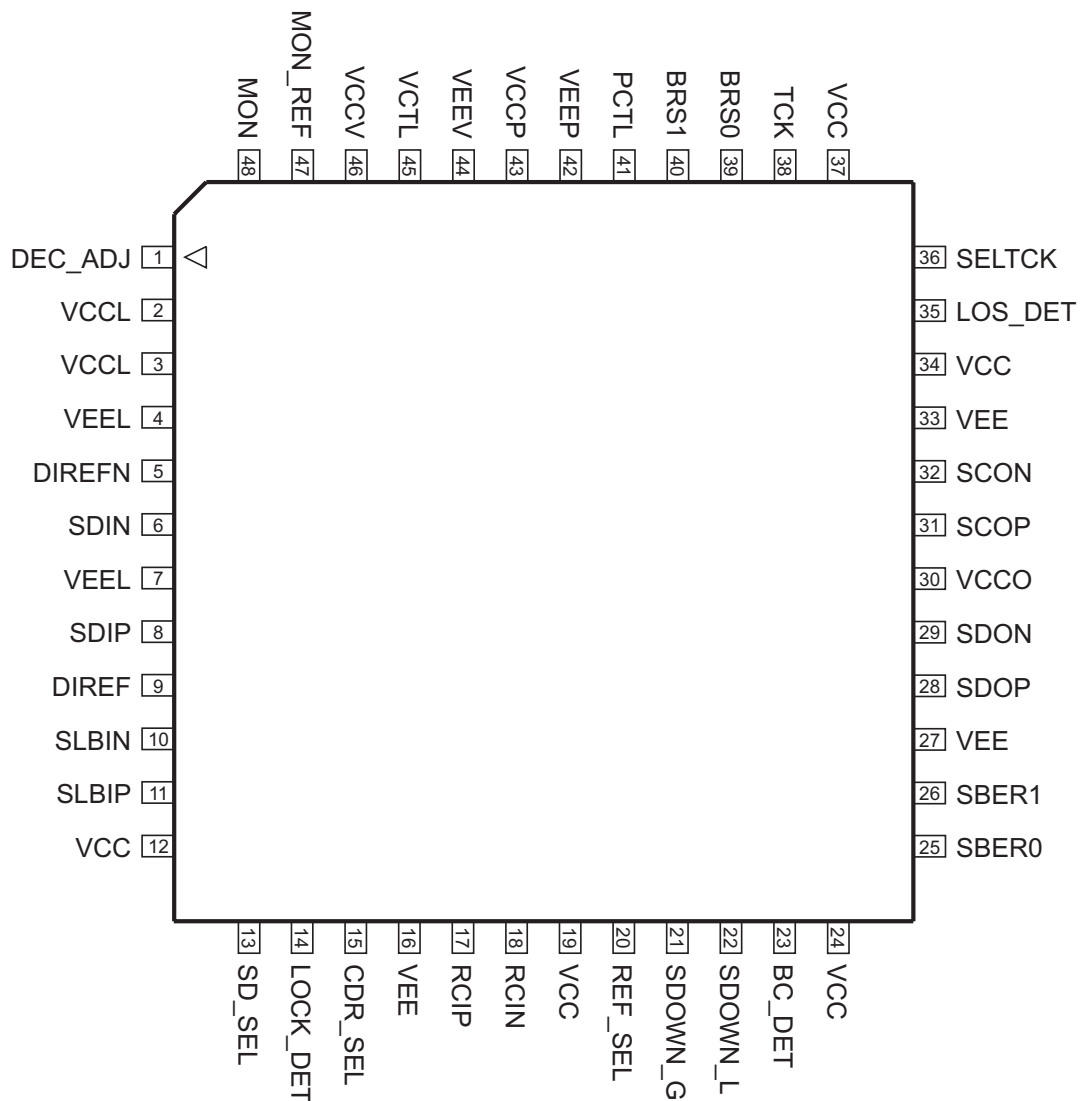 MON
MON_REF
VCCV
VCTL
VEEV
VCCP
VEEP
PCTL
BRS1
BRS0
TCK
VCC
48
47
46
45
44
43
42
41
40
39
38
37
DEC_ADJ 1
VCCL 2
VCCL 3
VEEL 4
DIREFN 5
SDIN 6
VEEL 7
SDIP 8
DIREF 9
SLBIN 10
SLBIP 11
VCC 12
36 SELTCK
35 LOS_DET
34 VCC
33 VEE
32 SCON
31 SCOP
30 VCCO
29 SDON
28 SDOP
27 VEE
26 SBER1
25 SBER0
13
14
15
16
17
18
19
20
21
22
23
24
SD_SEL
LOCK_DET
CDR_SEL
VEE
RCIP
RCIN
VCC
REF_SEL
SDOWN_G
SDOWN_L
BC_DET
VCC